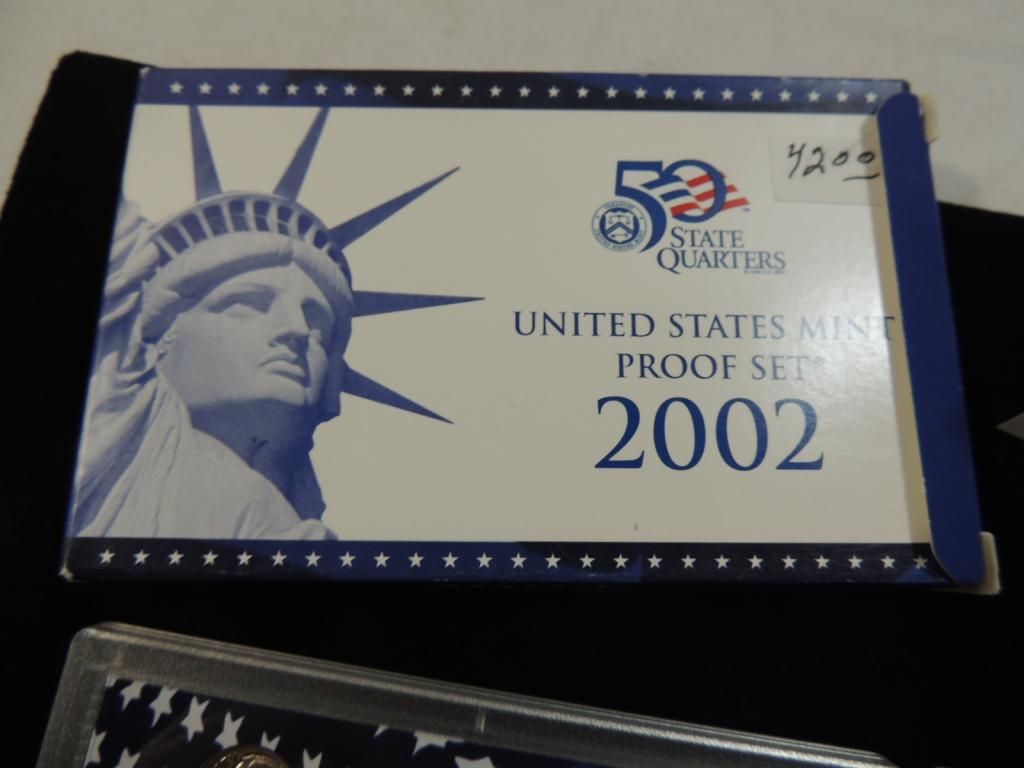 4200
50
STATE
QUARTERS
UNITED STATES MINT
PROOF SET®
2002